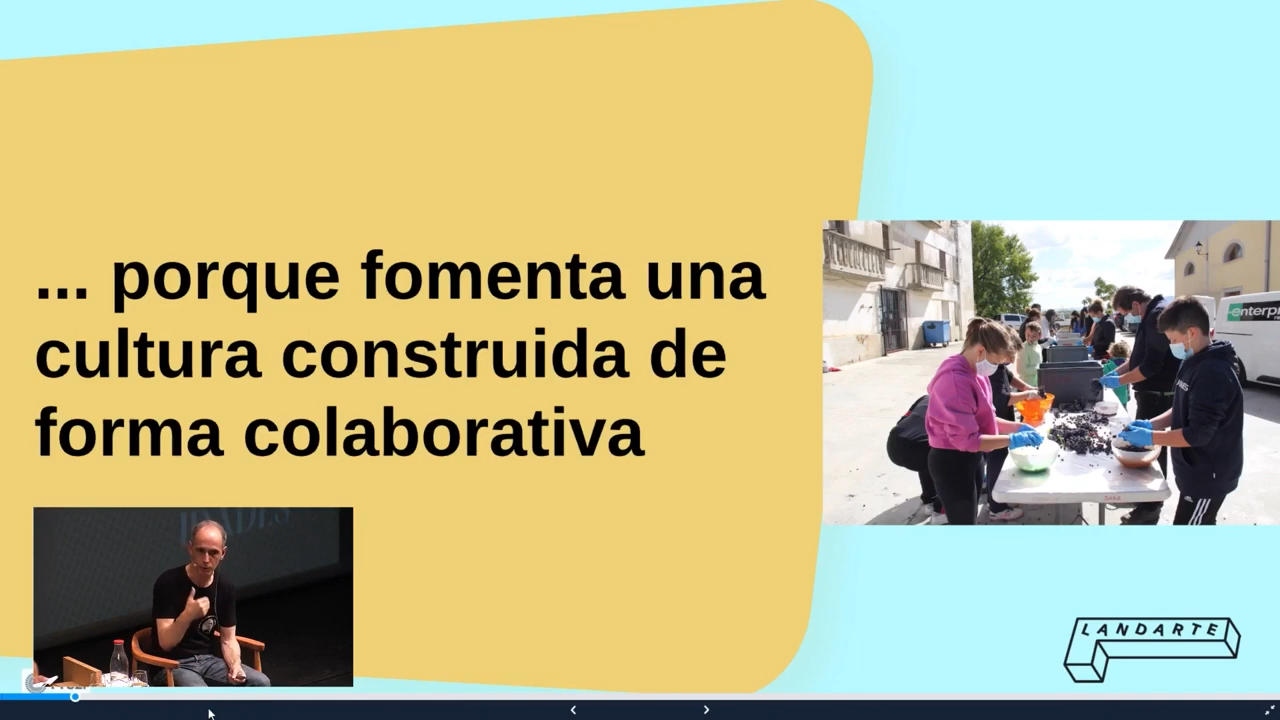 ... porque fomenta una
cultura construida de
forma colaborativa
LANDARTE